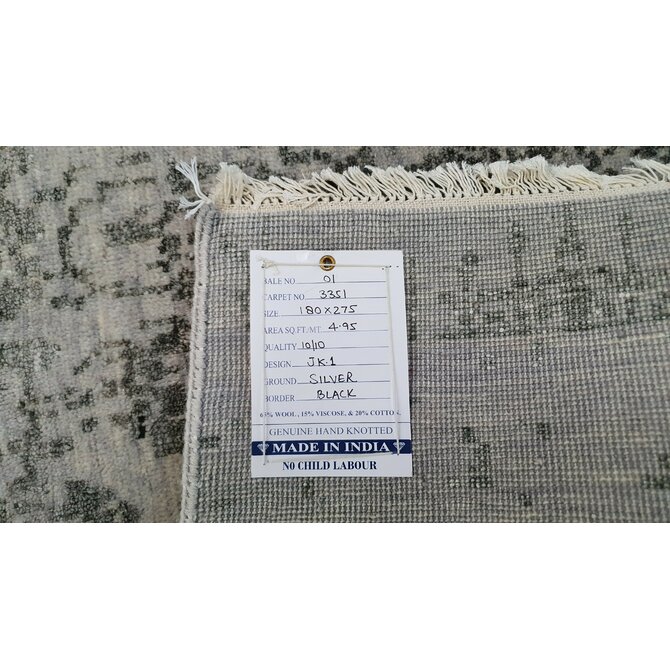 BALE NO. 01
CARPET NO. 3351
SIZE 180 x 275
AREA SQ.FT./MT. 4.95
QUALITY 10/10
DESIGN JK.1
GROUND SILVER
BORDER BLACK
65% WOOL, 15% VISCOSE, & 20% COTTON.
GENUINE HAND KNOTTED
MADE IN INDIA
NO CHILD LABOUR